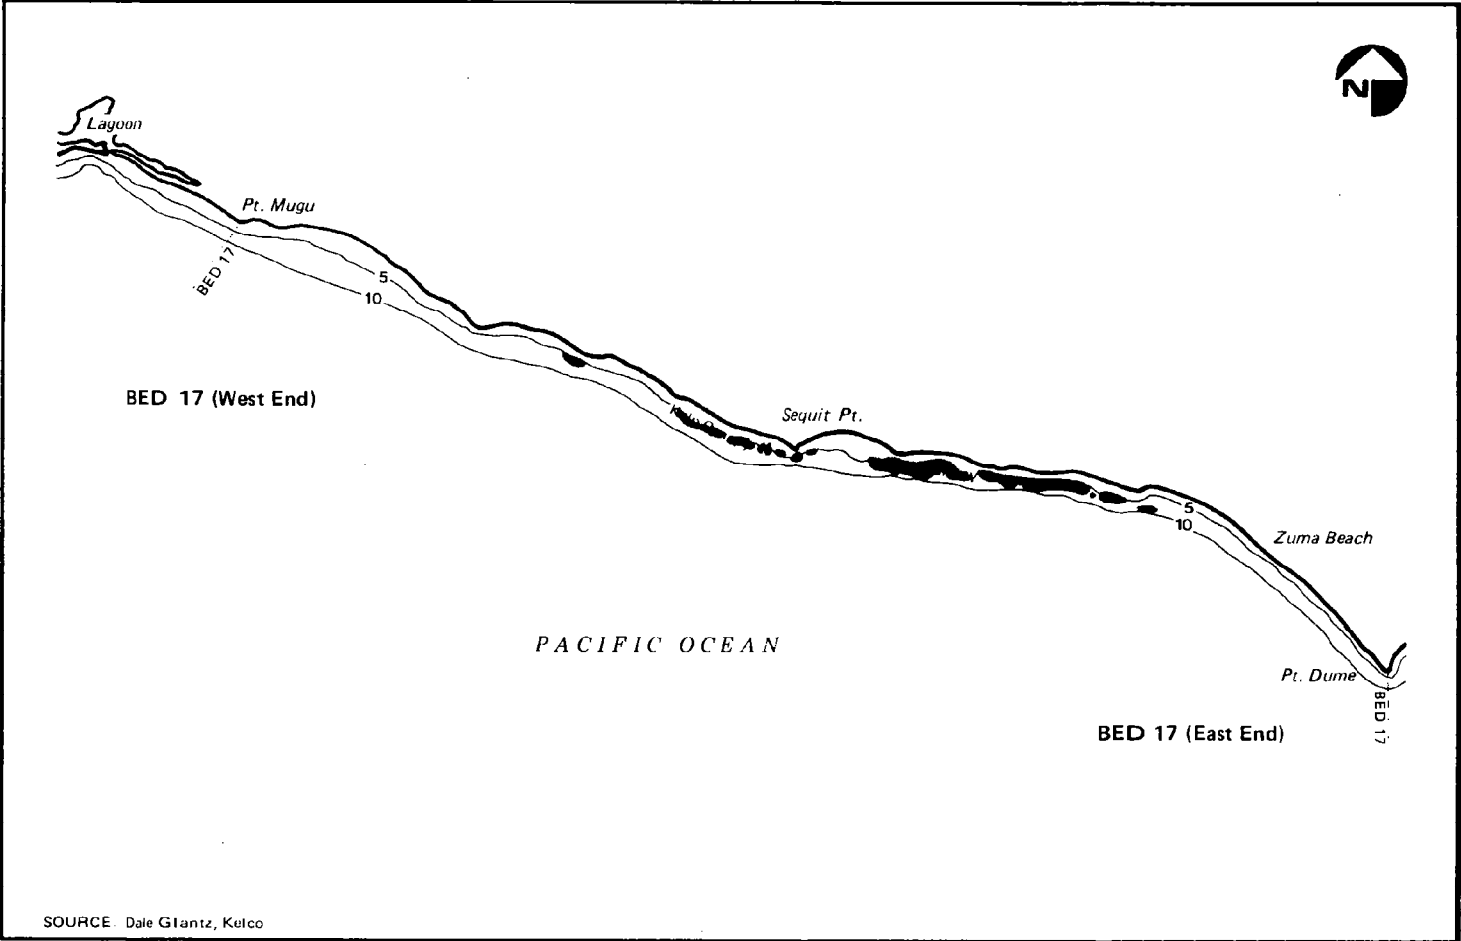 N
Lagoon
Pt. Mugu
BED 17
5
10
BED 17 (West End)
Sequit Pt.
5
10
Zuma Beach
PACIFIC OCEAN
Pt. Dume
BED 17
BED 17 (East End)
SOURCE. Dale Glantz, Kelco